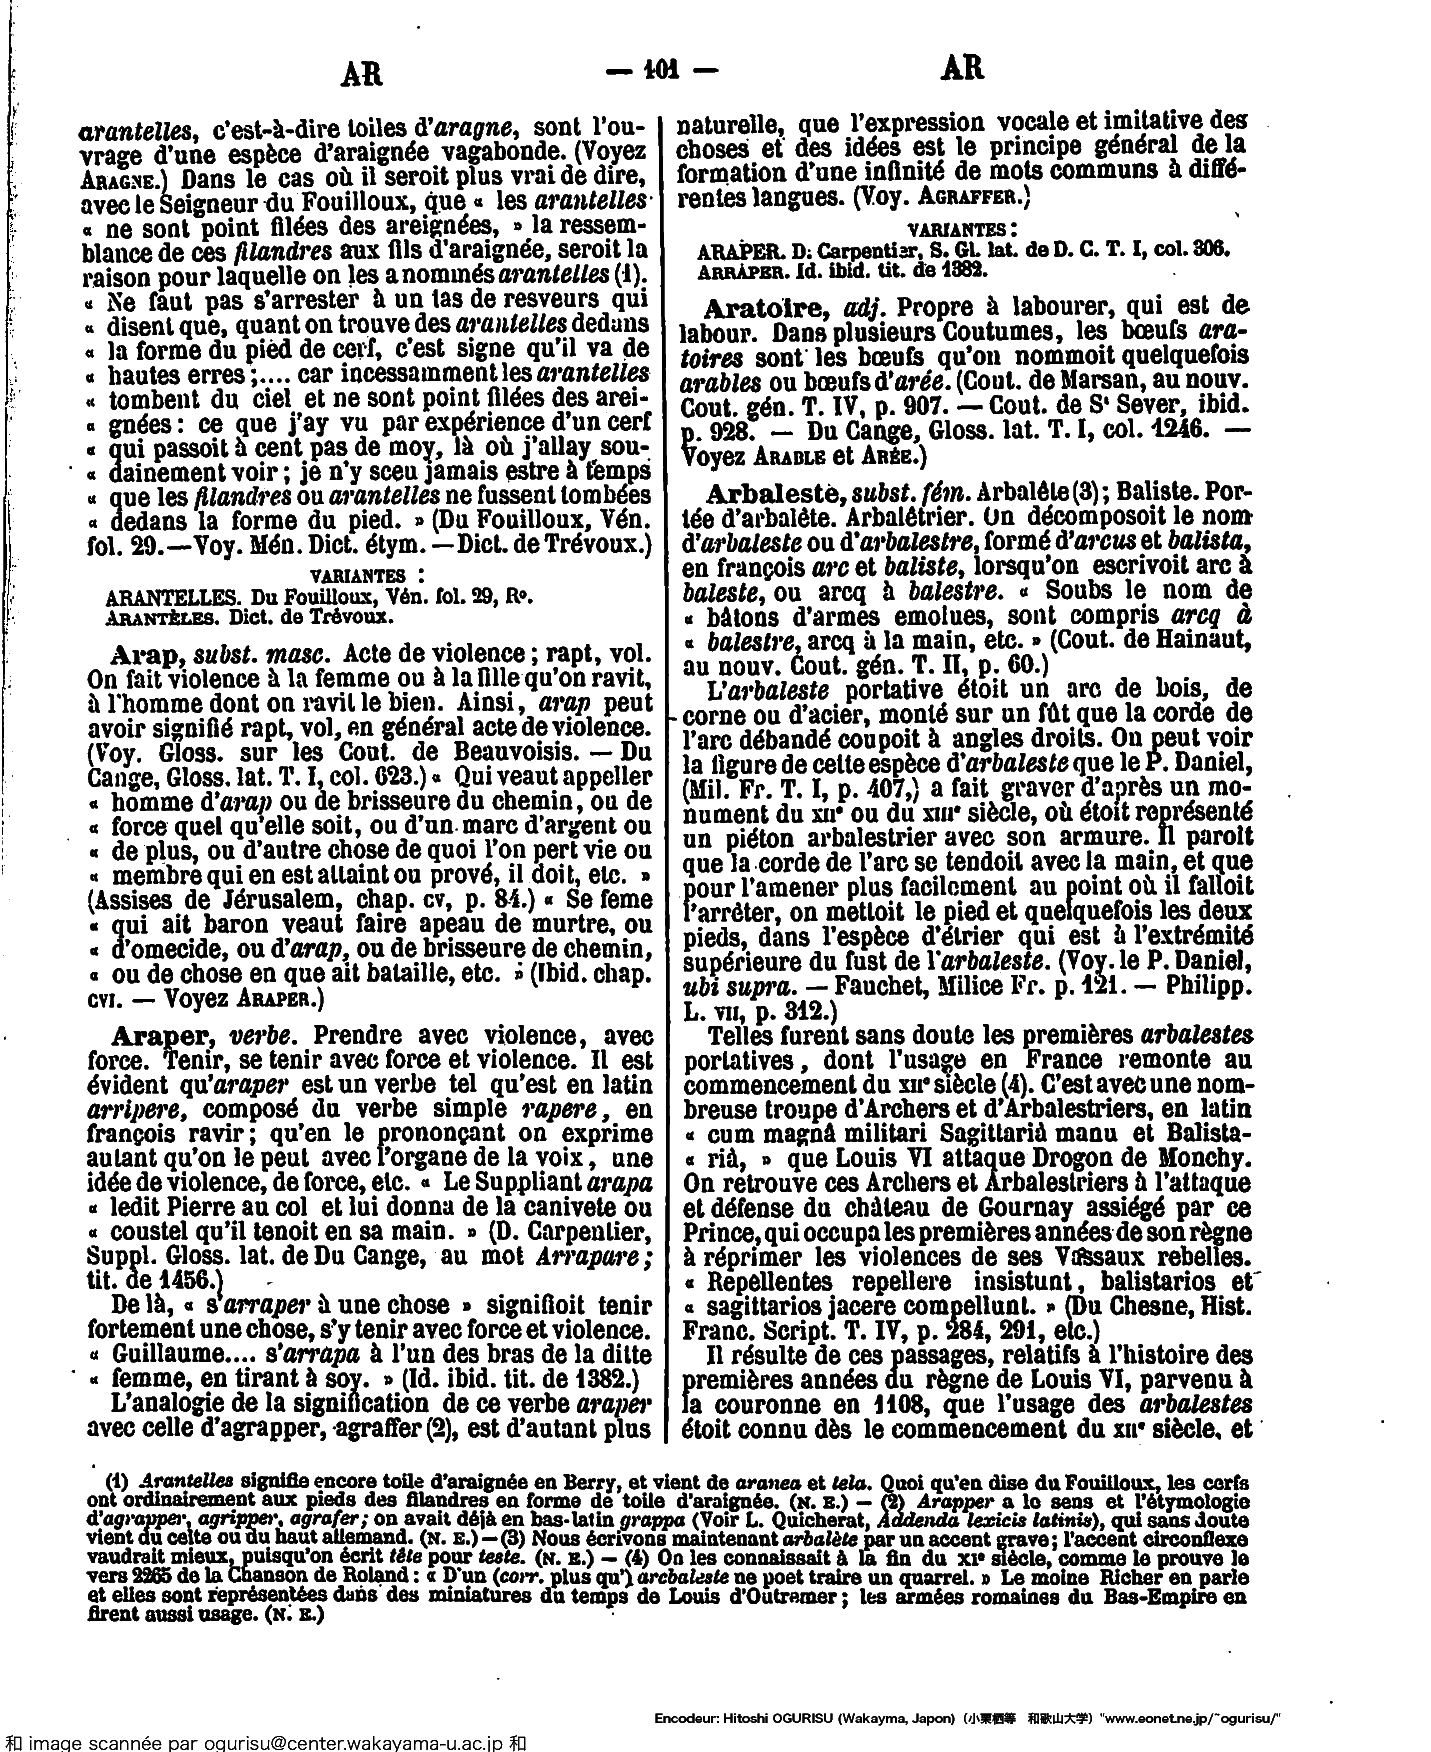 AR
— 101 —
AR
arantelles, c'est-à-dire toiles d'aragne, sont l'ou-
vrage d'une espèce d'araignée vagabonde. (Voyez
ARAGNE.) Dans le cas où il seroit plus vrai de dire,
avec le Seigneur du Fouilloux, que « les arantelles
« ne sont point filées des areignées, » la ressem-
blance de ces filandres aux fils d'araignée, seroit la
raison pour laquelle on les a nommés arantelles (1).
« Ne faut pas s'arrester à un tas de resveurs qui
« disent que, quant on trouve des arantelles dedans
« la forme du pied de cerf, c'est signe qu'il va de
« hautes erres ;.... car incessamment les arantelles
« tombent du ciel et ne sont point filées des arei-
« gnées : ce que j'ay vu par expérience d'un cerf
« qui passoit à cent pas de moy, là où j'allay sou-
« dainement voir ; je n'y sceu jamais estre à temps
« que les filandres ou arantelles ne fussent tombées
« dedans la forme du pied. » (Du Fouilloux, Vén.
fol. 29.—Voy. Mén. Dict. étym. —Dict. de Trévoux.)
VARIANTES :
ARANTELLES. Du Fouilloux, Vén. fol. 29, Rº.
ARANTÈLES. Dict. de Trévoux.
Arap, subst. masc. Acte de violence ; rapt, vol.
On fait violence à la femme ou à la fille qu'on ravit,
à l'homme dont on ravit le bien. Ainsi, arap peut
avoir signifié rapt, vol, en général acte de violence.
(Voy. Gloss. sur les Cout. de Beauvoisis. — Du
Cange, Gloss. lat. T. I, col. 623.) « Qui veaut appeller
« homme d'arap ou de brisseure du chemin, ou de
« force quel qu'elle soit, ou d'un marc d'argent ou
« de plus, ou d'autre chose de quoi l'on pert vie ou
« membre qui en est attaint ou prové, il doit, etc. »
(Assises de Jérusalem, chap. CV, p. 84.) « Se feme
« qui ait baron veaut faire apeau de murtre, ou
« d'omecide, ou d'arap, ou de brisseure de chemin,
« ou de chose en que ait bataille, etc. » (Ibid. chap.
CVI. — Voyez ARAPER.)
Araper, verbe. Prendre avec violence, avec
force. Tenir, se tenir avec force et violence. Il est
évident qu'araper est un verbe tel qu'est en latin
arripere, composé du verbe simple rapere, en
françois ravir ; qu'en le prononçant on exprime
autant qu'on le peut avec l'organe de la voix, une
idée de violence, de force, etc. « Le Suppliant arapa
« ledit Pierre au col et lui donna de la canivete ou
« coustel qu'il tenoit en sa main. » (D. Carpentier,
Suppl. Gloss. lat. de Du Cange, au mot Arrapare ;
tit. de 1456.)
De là, « s'arraper à une chose » signifioit tenir
fortement une chose, s'y tenir avec force et violence.
« Guillaume.... s'arrapa à l'un des bras de la ditte
« femme, en tirant à soy. » (Id. ibid. tit. de 1382.)
L'analogie de la signification de ce verbe araper
avec celle d'agrapper, agraffer (2), est d'autant plus
naturelle, que l'expression vocale et imitative des
choses et des idées est le principe général de la
formation d'une infinité de mots communs à diffé-
rentes langues. (Voy. AGRAFFER.)
VARIANTES :
ARAPER. D. Carpentier, S. Gl. lat. de D. C. T. I, col. 306.
ARRAPER. Id. ibid. tit. de 1382.
Aratoire, adj. Propre à labourer, qui est de
labour. Dans plusieurs Coutumes, les bœufs ara-
toires sont les bœufs qu'on nommoit quelquefois
arables ou bœufs d'arée. (Cout. de Marsan, au nouv.
Cout. gén. T. IV, p. 907. — Cout. de St Sever, ibid.
p. 928. — Du Cange, Gloss. lat. T. I, col. 1246. —
Voyez ARABLE et ARÉE.)
Arbaleste, subst. fém. Arbalête (3) ; Baliste. Por-
tée d'arbalête. Arbalétrier. On décomposoit le nom
d'arbaleste ou d'arbalestre, formé d'arcus et balista,
en françois arc et baliste, lorsqu'on escrivoit arc à
baleste, ou arcq à balestre. « Soubs le nom de
« bâtons d'armes emolues, sont compris arcq à
« balestre, arcq à la main, etc. » (Cout. de Hainaut,
au nouv. Cout. gén. T. II, p. 60.)
L'arbaleste portative étoit un arc de bois, de
corne ou d'acier, monté sur un fût que la corde de
l'arc débandé coupoit à angles droits. On peut voir
la figure de cette espèce d'arbaleste que le P. Daniel,
(Mil. Fr. T. I, p. 407,) a fait graver d'après un mo-
nument du XIIe ou du XIIIe siècle, où étoit représenté
un piéton arbalestrier avec son armure. Il paroît
que la corde de l'arc se tendoit avec la main, et que
pour l'amener plus facilement au point où il falloit
l'arrêter, on mettoit le pied et quelquefois les deux
pieds, dans l'espèce d'étrier qui est à l'extrémité
supérieure du fust de l'arbaleste. (Voy. le P. Daniel,
ubi supra. — Fauchet, Milice Fr. p. 121. — Philipp.
L. VII, p. 312.)
Telles furent sans doute les premières arbalestes
portatives, dont l'usage en France remonte au
commencement du XIIe siècle (4). C'est avec une nom-
breuse troupe d'Archers et d'Arbalestriers, en latin
« cum magnâ militari Sagittariâ manu et Balista-
« riâ, » que Louis VI attaque Drogon de Monchy.
On retrouve ces Archers et Arbalestriers à l'attaque
et défense du château de Gournay assiégé par ce
Prince, qui occupa les premières années de son règne
à réprimer les violences de ses Vassaux rebelles.
« Repellentes repellere insistunt, balistarios et
« sagittarios jacere compellunt. » (Du Chesne, Hist.
Franc. Script. T. IV, p. 284, 291, etc.)
Il résulte de ces passages, relatifs à l'histoire des
premières années du règne de Louis VI, parvenu à
la couronne en 1108, que l'usage des arbalestes
étoit connu dès le commencement du XIIe siècle, et
(1) Arantelles signifie encore toile d'araignée en Berry, et vient de aranea et tela. Quoi qu'en dise du Fouilloux, les cerfs
ont ordinairement aux pieds des filandres en forme de toile d'araignée. (N. E.) — (2) Arapper a le sens et l'étymologie
d'agrapper, agripper, agrafer ; on avait déjà en bas-latin grappa (Voir L. Quicherat, Addenda lexicis latinis), qui sans doute
vient du celte ou du haut allemand. (N. E.) — (3) Nous écrivons maintenant arbalète par un accent grave ; l'accent circonflexe
vaudrait mieux, puisqu'on écrit tête pour teste. (N. E.) — (4) On les connaissait à la fin du XIe siècle, comme le prouve le
vers 2265 de la Chanson de Roland : « D'un (corr. plus qu') arcbaleste ne poet traire un quarrel. » Le moine Richer en parle
et elles sont représentées dans des miniatures du temps de Louis d'Outremer ; les armées romaines du Bas-Empire en
firent aussi usage. (N. E.)
Encodeur: Hitoshi OGURISU (Wakayma, Japon) (小栗栖等 和歌山大学) "www.eonet.ne.jp/~ogurisu/"
和 image scannée par ogurisu@center.wakayama-u.ac.jp 和